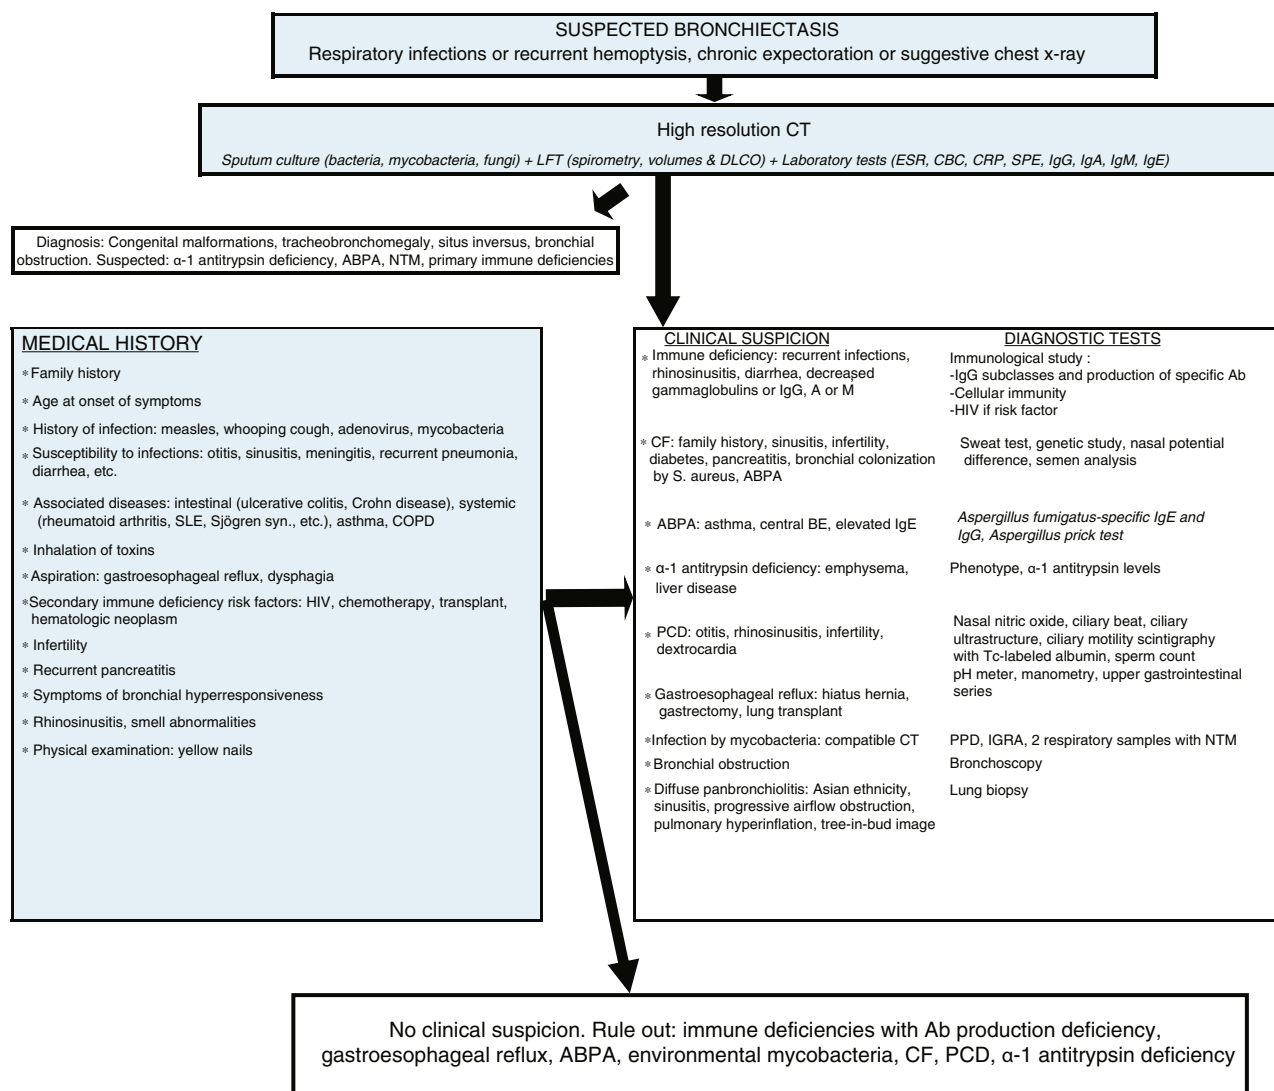 SUSPECTED BRONCHIECTASIS
Respiratory infections or recurrent hemoptysis, chronic expectoration or suggestive chest x-ray
High resolution CT
Sputum culture (bacteria, mycobacteria, fungi) + LFT (spirometry, volumes & DLCO) + Laboratory tests (ESR, CBC, CRP, SPE, IgG, IgA, IgM, IgE)
Diagnosis: Congenital malformations, tracheobronchomegaly, situs inversus, bronchial
obstruction. Suspected: α-1 antitrypsin deficiency, ABPA, NTM, primary immune deficiencies
MEDICAL HISTORY
* Family history
* Age at onset of symptoms
* History of infection: measles, whooping cough, adenovirus, mycobacteria
* Susceptibility to infections: otitis, sinusitis, meningitis, recurrent pneumonia,
diarrhea, etc.
* Associated diseases: intestinal (ulcerative colitis, Crohn disease), systemic
(rheumatoid arthritis, SLE, Sjögren syn., etc.), asthma, COPD
* Inhalation of toxins
* Aspiration: gastroesophageal reflux, dysphagia
*Secondary immune deficiency risk factors: HIV, chemotherapy, transplant,
hematologic neoplasm
* Infertility
* Recurrent pancreatitis
* Symptoms of bronchial hyperresponsiveness
* Rhinosinusitis, smell abnormalities
* Physical examination: yellow nails
CLINICAL SUSPICION
* Immune deficiency: recurrent infections,
rhinosinusitis, diarrhea, decreased
gammaglobulins or IgG, A or M
* CF: family history, sinusitis, infertility,
diabetes, pancreatitis, bronchial colonization
by S. aureus, ABPA
* ABPA: asthma, central BE, elevated IgE
* α-1 antitrypsin deficiency: emphysema,
liver disease
* PCD: otitis, rhinosinusitis, infertility,
dextrocardia
* Gastroesophageal reflux: hiatus hernia,
gastrectomy, lung transplant
*Infection by mycobacteria: compatible CT
* Bronchial obstruction
* Diffuse panbronchiolitis: Asian ethnicity,
sinusitis, progressive airflow obstruction,
pulmonary hyperinflation, tree-in-bud image
DIAGNOSTIC TESTS
Immunological study :
-IgG subclasses and production of specific Ab
-Cellular immunity
-HIV if risk factor
Sweat test, genetic study, nasal potential
difference, semen analysis
Aspergillus fumigatus-specific IgE and
IgG, Aspergillus prick test
Phenotype, α-1 antitrypsin levels
Nasal nitric oxide, ciliary beat, ciliary
ultrastructure, ciliary motility scintigraphy
with Tc-labeled albumin, sperm count
pH meter, manometry, upper gastrointestinal
series
PPD, IGRA, 2 respiratory samples with NTM
Bronchoscopy
Lung biopsy
No clinical suspicion. Rule out: immune deficiencies with Ab production deficiency,
gastroesophageal reflux, ABPA, environmental mycobacteria, CF, PCD, α-1 antitrypsin deficiency